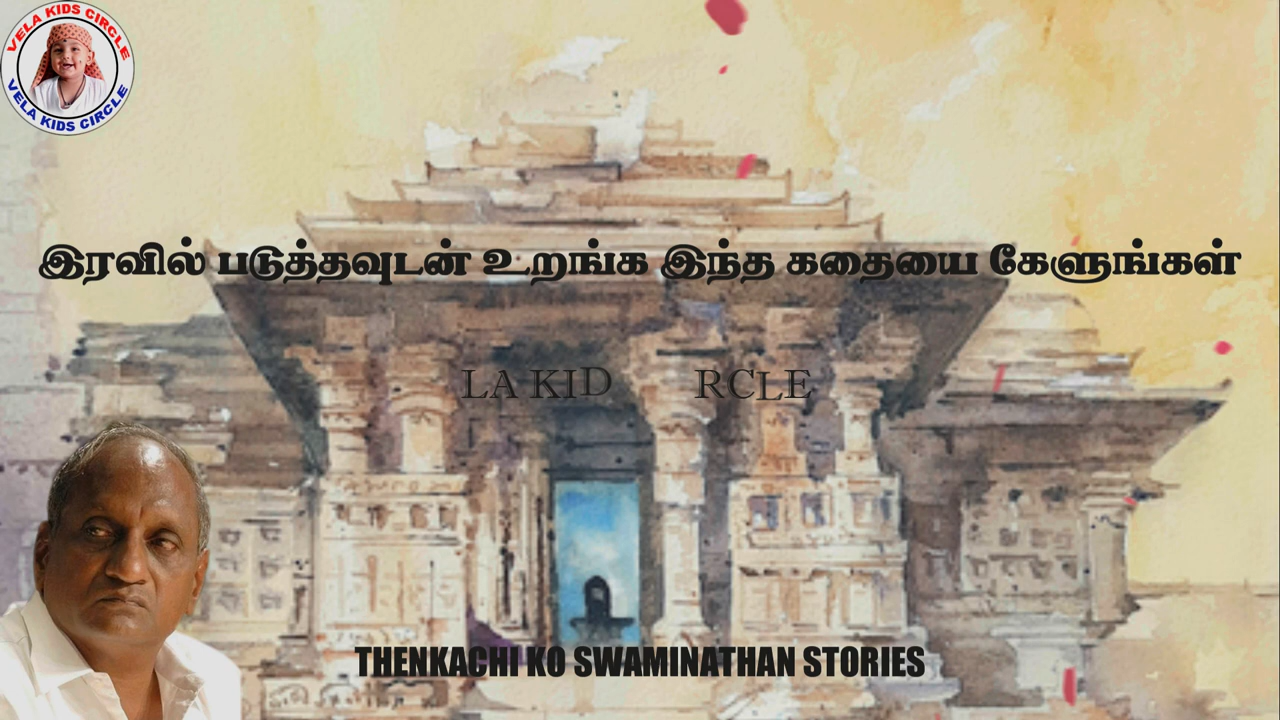 VELA KIDS CIRCLE
VELA KIDS CIRCLE
இரவில் படுத்தவுடன் உறங்க இந்த கதையை கேளுங்கள்
LA KID RCLE
THENKACHI KO SWAMINATHAN STORIES